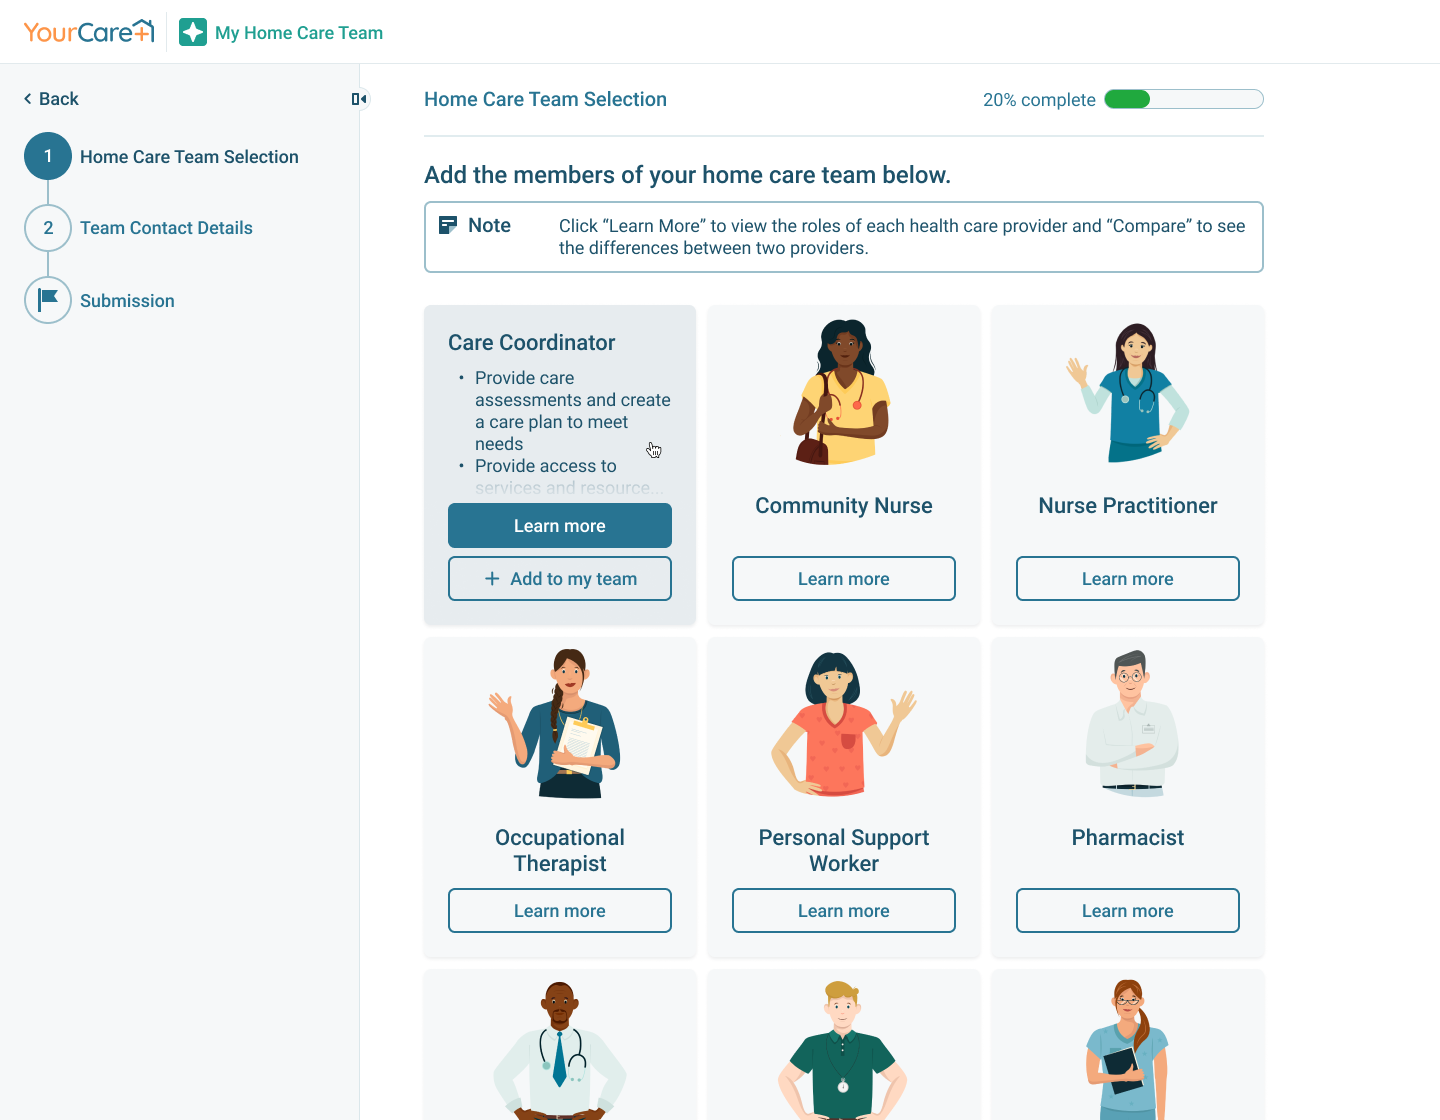 YourCare+
My Home Care Team
Back
1
Home Care Team Selection
2
Team Contact Details
Submission
Home Care Team Selection
20% complete
Add the members of your home care team below.
Note
Click “Learn More” to view the roles of each health care provider and “Compare” to see
the differences between two providers.
Care Coordinator
• Provide care
assessments and create
a care plan to meet
needs
• Provide access to
services and resource...
Learn more
+ Add to my team
Community Nurse
Learn more
Nurse Practitioner
Learn more
Occupational
Therapist
Learn more
Personal Support
Worker
Learn more
Pharmacist
Learn more